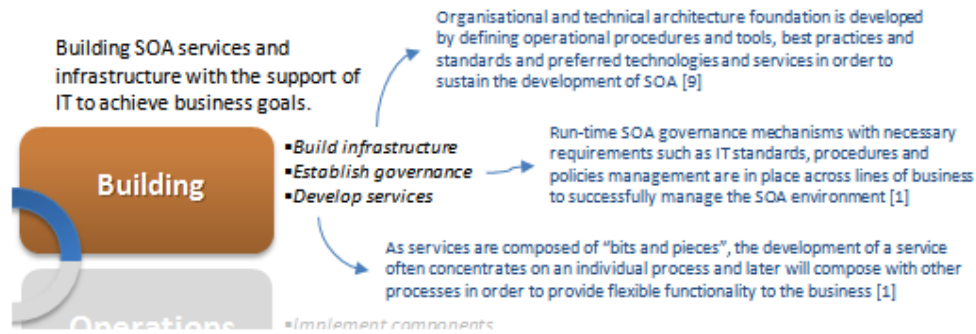 Organisational and technical architecture foundation is developed
by defining operational procedures and tools, best practices and
standards and preferred technologies and services in order to
sustain the development of SOA [9]
Building SOA services and
infrastructure with the support of
IT to achieve business goals.
Building
▪Build infrastructure
▪Establish governance
▪Develop services
Run-time SOA governance mechanisms with necessary
requirements such as IT standards, procedures and
policies management are in place across lines of business
to successfully manage the SOA environment [1]
As services are composed of “bits and pieces”, the development of a service
often concentrates on an individual process and later will compose with other
processes in order to provide flexible functionality to the business [1]
Operations
▪Implement components